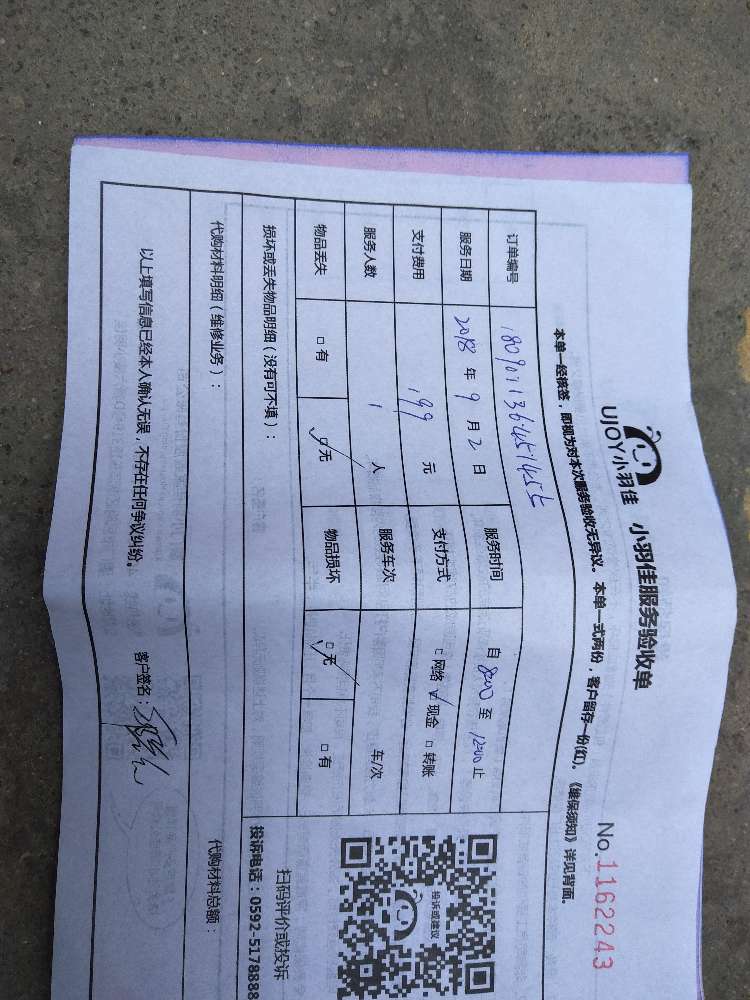 UJOY小羽佳 小羽佳服务验收单 No.1162243
本单一经核签，即视为对本次服务验收无异议。本单一式两份，客户留存一份(红)。《维保须知》详见背面。
订单编号
服务日期 2018 年 9 月 2 日 服务时间 自 8:00 至 12:00 止
支付费用 199 元 支付方式 □网络 ☑现金 □转账
服务人数 1 人 服务车次 车/次
物品丢失 □有 ☑无 物品损坏 ☑无 □有
损坏或丢失物品明细（没有可不填）：
投诉或建议
扫码评价或投诉
投诉电话：0592-5178888
代购材料明细（维修业务）： 代购材料总额：
以上填写信息已经本人确认无误，不存在任何争议纠纷。 客户签名：